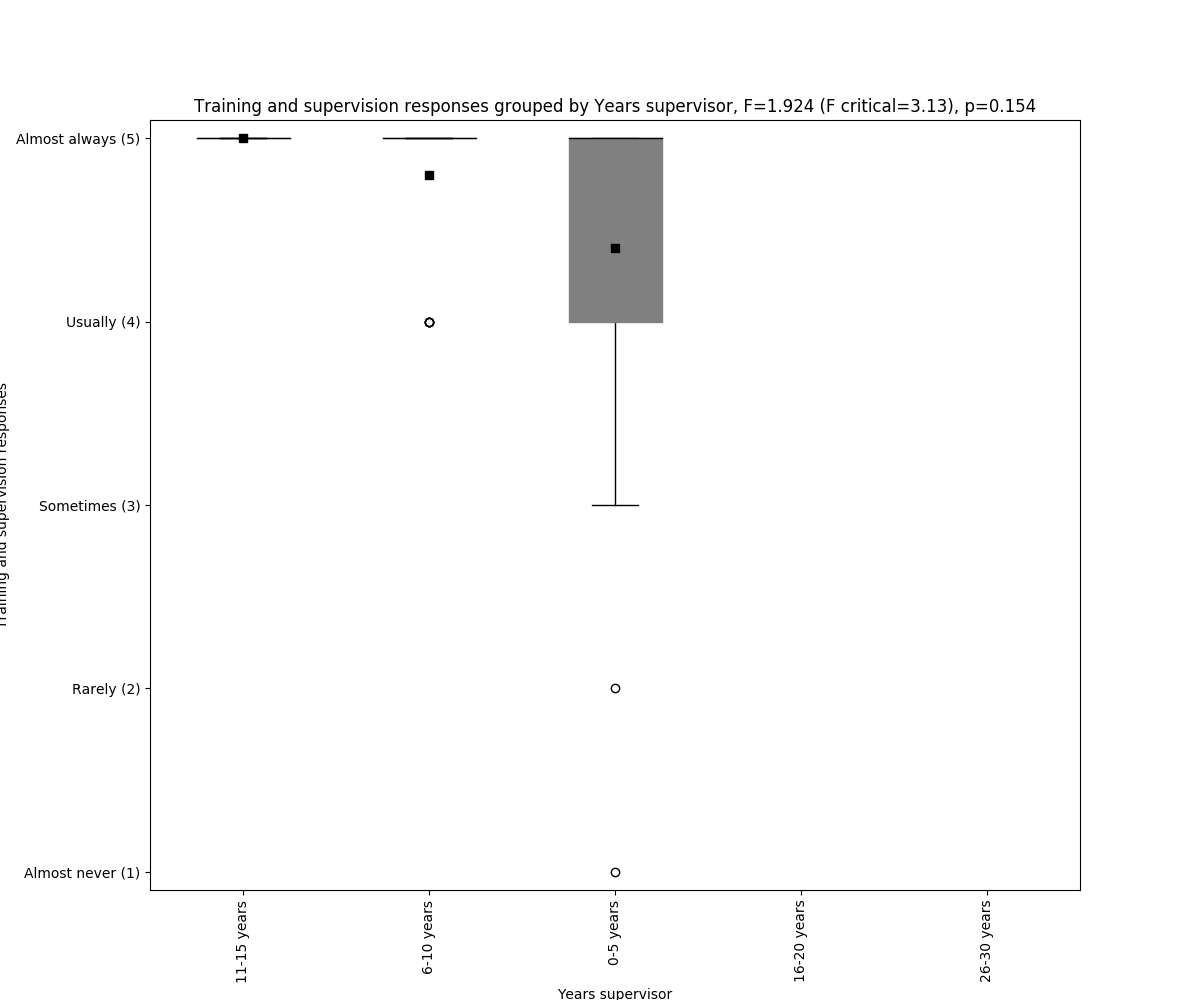 Training and supervision responses grouped by Years supervisor, F=1.924 (F critical=3.13), p=0.154
Almost always (5)
Usually (4)
Sometimes (3)
Rarely (2)
Almost never (1)
Training and supervision responses
11-15 years
6-10 years
0-5 years
16-20 years
26-30 years
Years supervisor